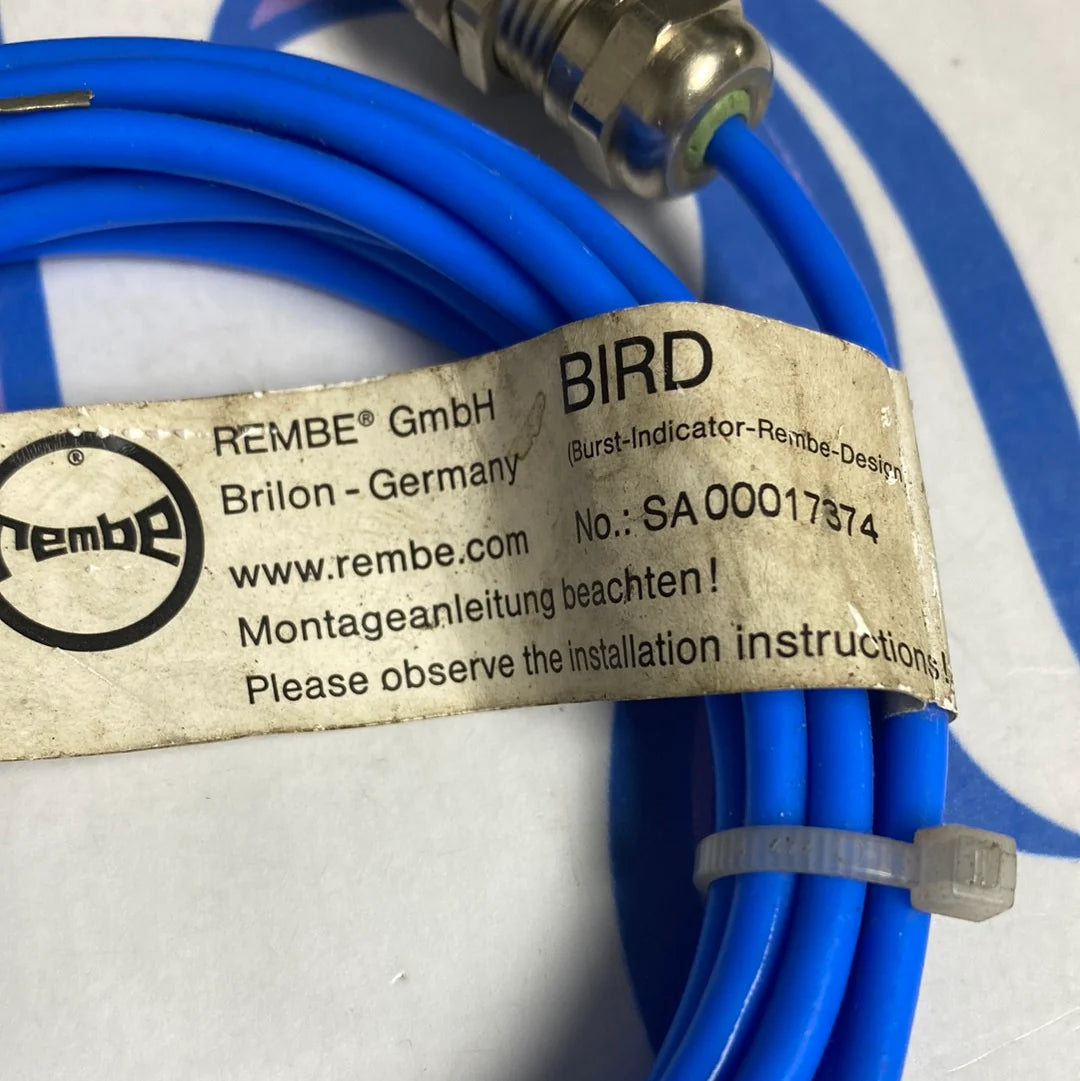 ®
rembe
REMBE® GmbH
Brilon - Germany
www.rembe.com
BIRD
(Burst-Indicator-Rembe-Design)
No.: SA 00017374
Montageanleitung beachten!
Please observe the installation instructions!